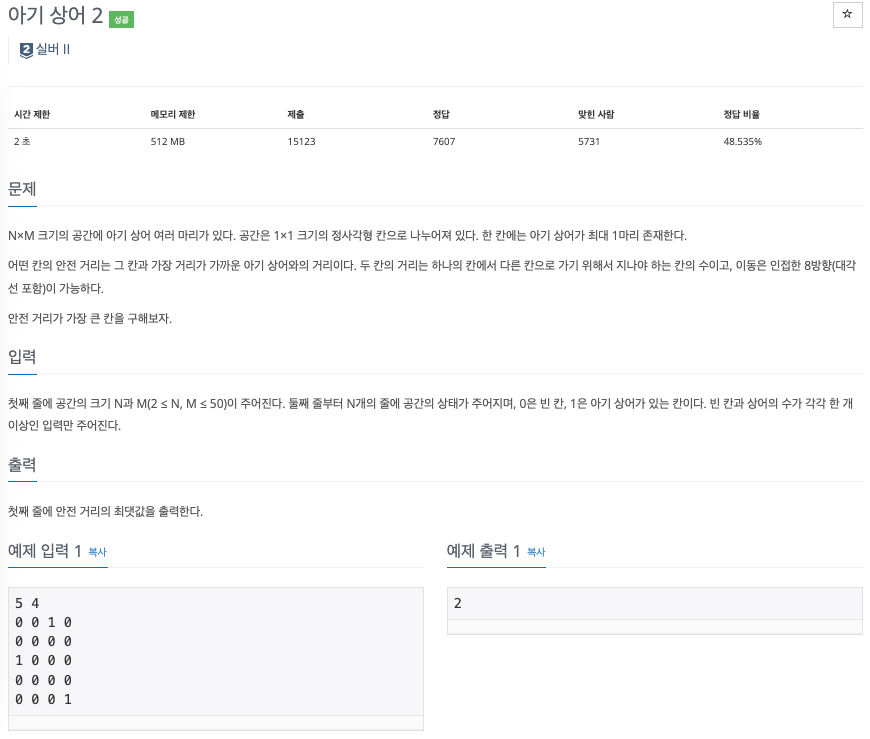 아기 상어 2 성공
☆
2 실버 II
시간 제한 메모리 제한 제출 정답 맞힌 사람 정답 비율
2 초 512 MB 15123 7607 5731 48.535%
문제
N×M 크기의 공간에 아기 상어 여러 마리가 있다. 공간은 1×1 크기의 정사각형 칸으로 나누어져 있다. 한 칸에는 아기 상어가 최대 1마리 존재한다.
어떤 칸의 안전 거리는 그 칸과 가장 거리가 가까운 아기 상어와의 거리이다. 두 칸의 거리는 하나의 칸에서 다른 칸으로 가기 위해서 지나야 하는 칸의 수이고, 이동은 인접한 8방향(대각
선 포함)이 가능하다.
안전 거리가 가장 큰 칸을 구해보자.
입력
첫째 줄에 공간의 크기 N과 M(2 ≤ N, M ≤ 50)이 주어진다. 둘째 줄부터 N개의 줄에 공간의 상태가 주어지며, 0은 빈 칸, 1은 아기 상어가 있는 칸이다. 빈 칸과 상어의 수가 각각 한 개
이상인 입력만 주어진다.
출력
첫째 줄에 안전 거리의 최댓값을 출력한다.
예제 입력 1 복사
5 4
0 0 1 0
0 0 0 0
1 0 0 0
0 0 0 0
0 0 0 1
예제 출력 1 복사
2